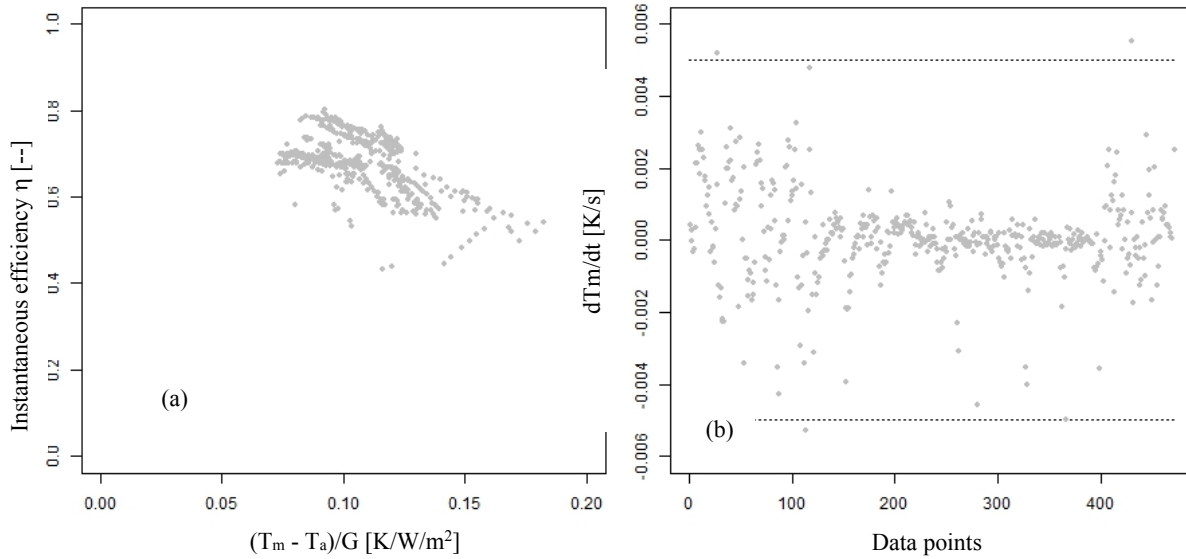 Instantaneous efficiency η [--]
1.0
0.8
0.6
0.4
0.2
0.0
(a)
0.00 0.05 0.10 0.15 0.20
(Tm - Ta)/G [K/W/m²]
dTm/dt [K/s]
0.006
0.004
0.002
0.000
-0.002
-0.004
-0.006
(b)
0 100 200 300 400
Data points